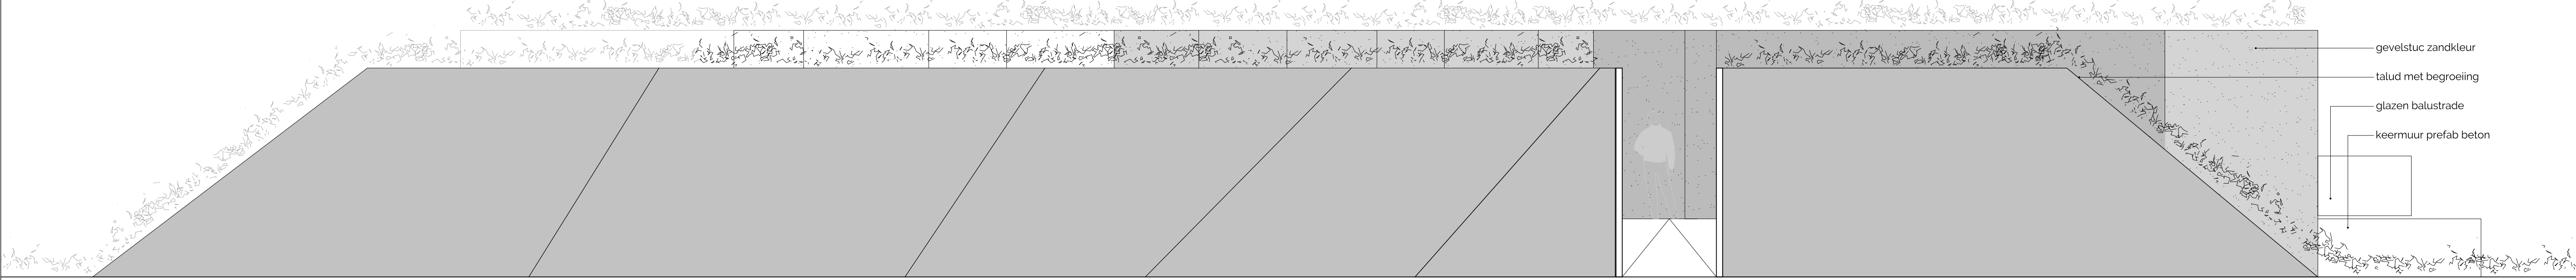 gevelstuc zandkleur
talud met begroeiing
glazen balustrade
keermuur prefab beton